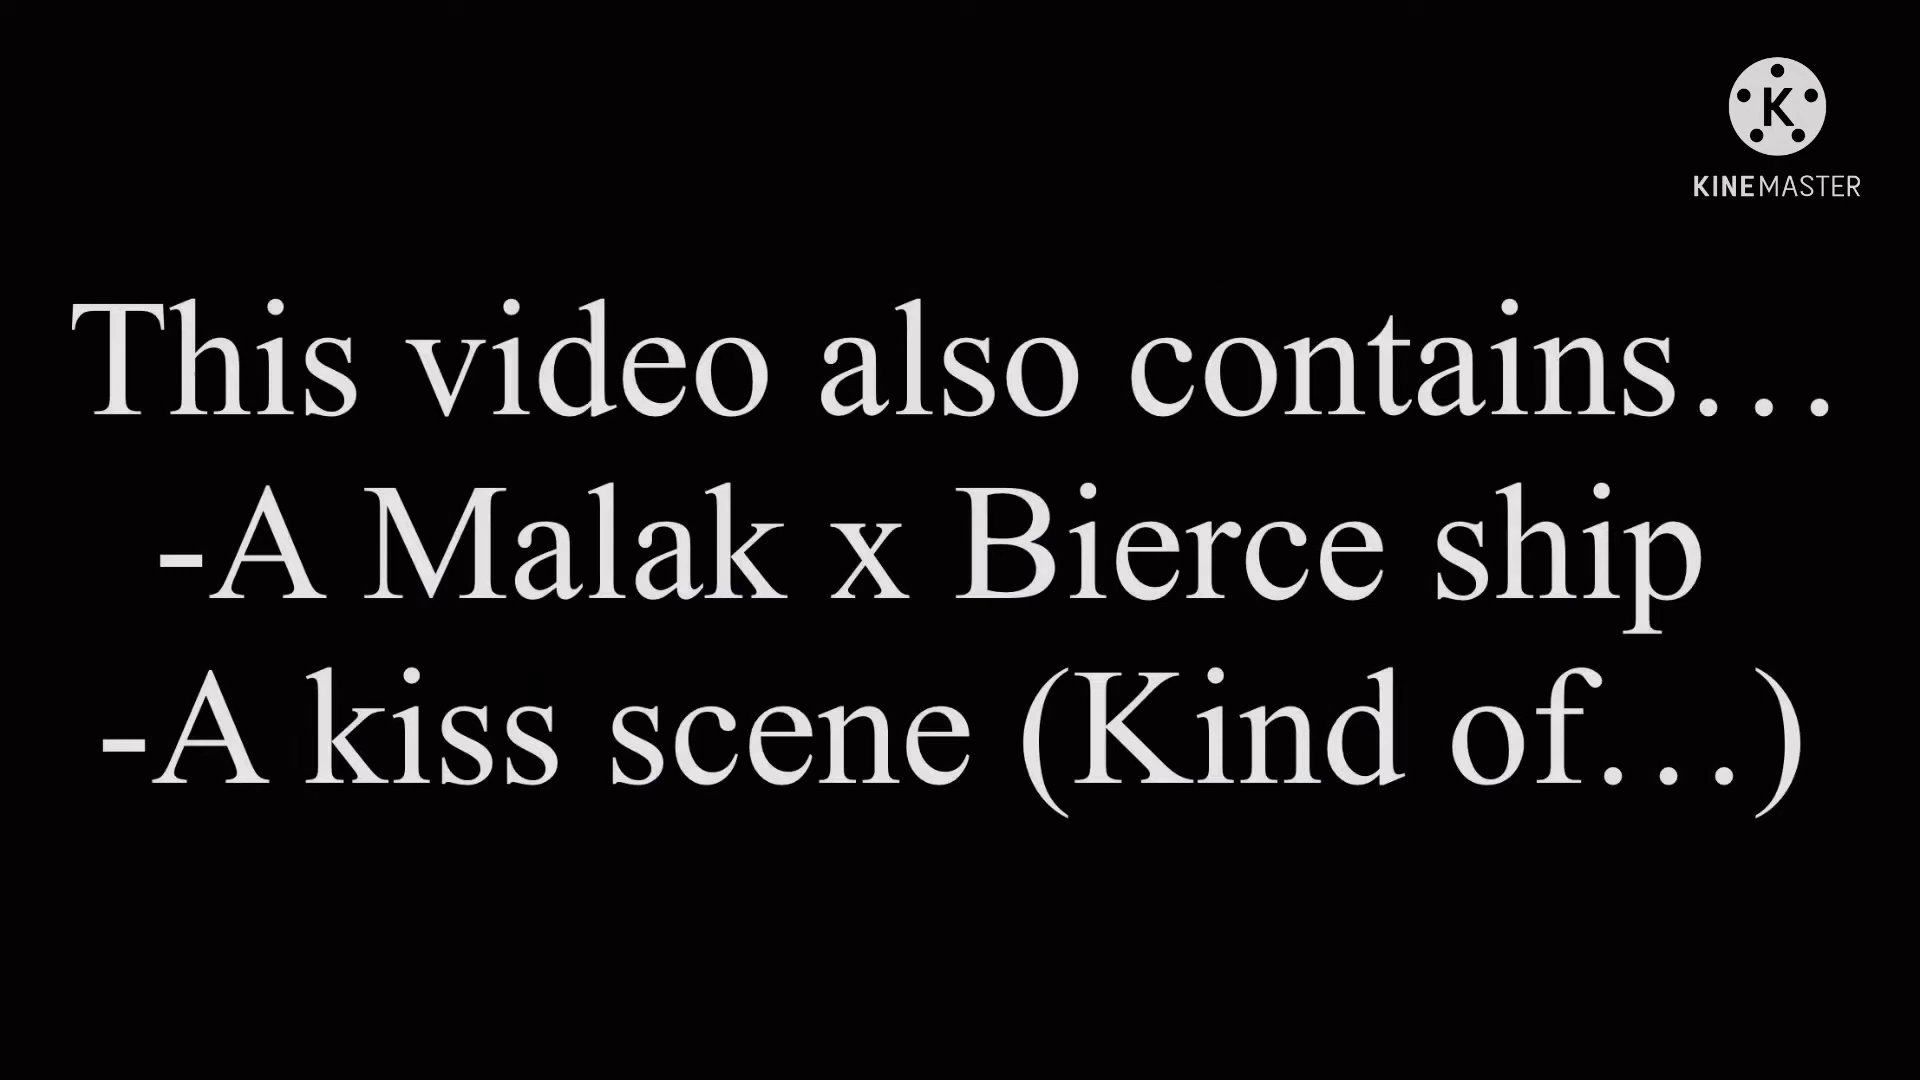 K
KINEMASTER
This video also contains…
-A Malak x Bierce ship
-A kiss scene (Kind of…)